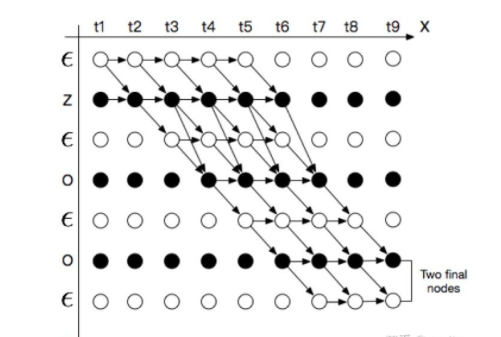 t1 t2 t3 t4 t5 t6 t7 t8 t9 X
ϵ
z
ϵ
o
ϵ
o
ϵ
Two final
nodes